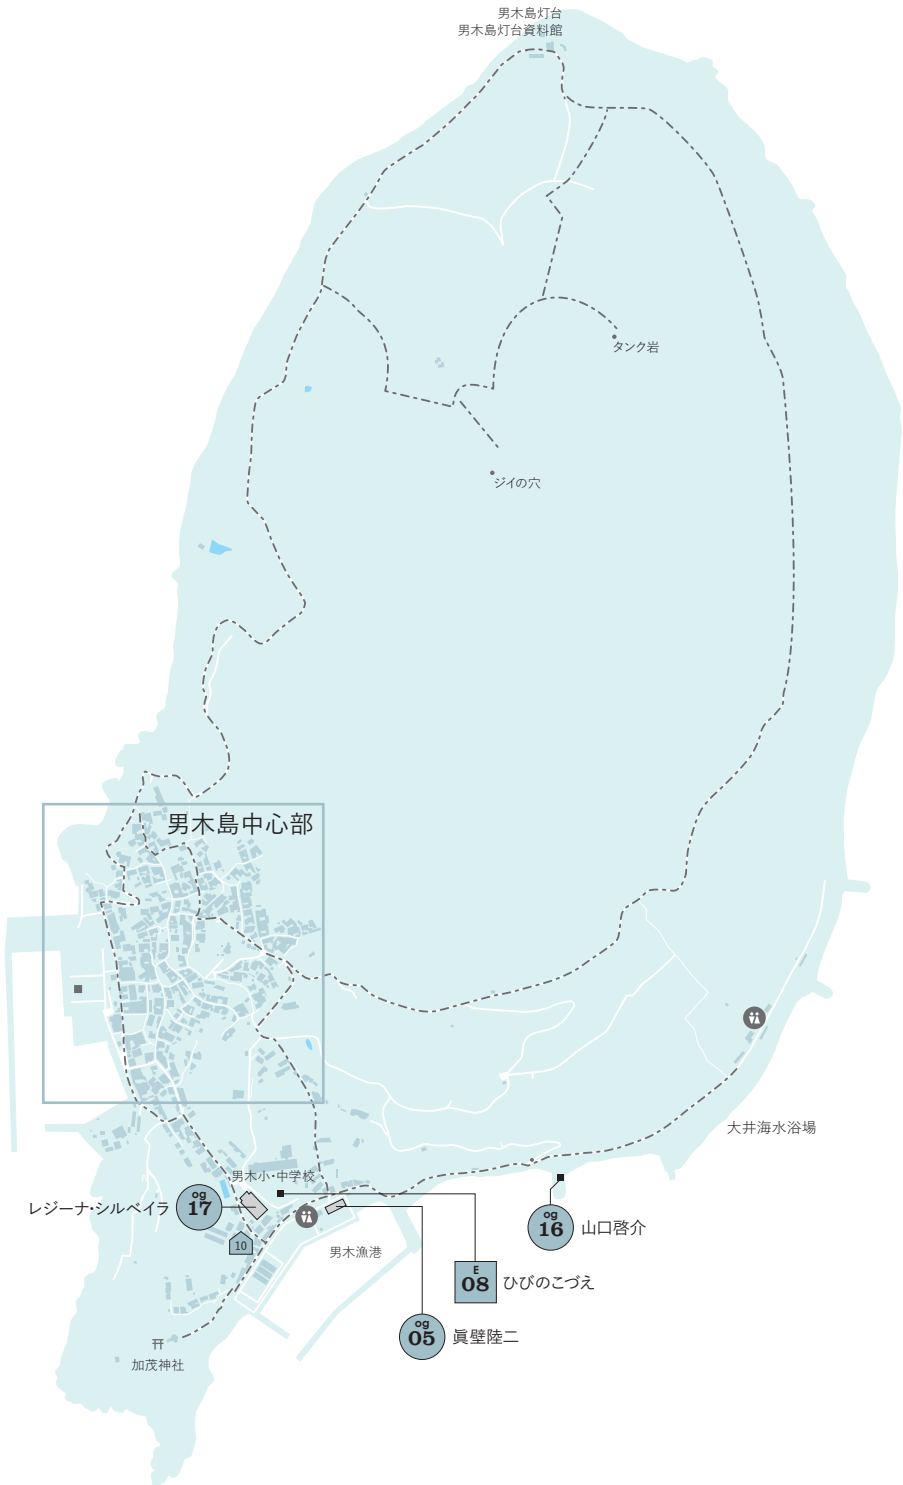 男木島灯台
男木島灯台資料館
タンク岩
ジイの穴
男木島中心部
大井海水浴場
男木小・中学校
レジーナ・シルベイラ
og
17
og
16
山口啓介
10
男木漁港
E
08
ひびのこづえ
og
05
眞壁陸二
加茂神社